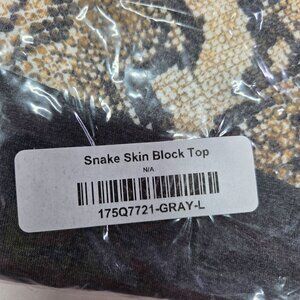 Snake Skin Block Top
N/A
175Q7721-GRAY-L